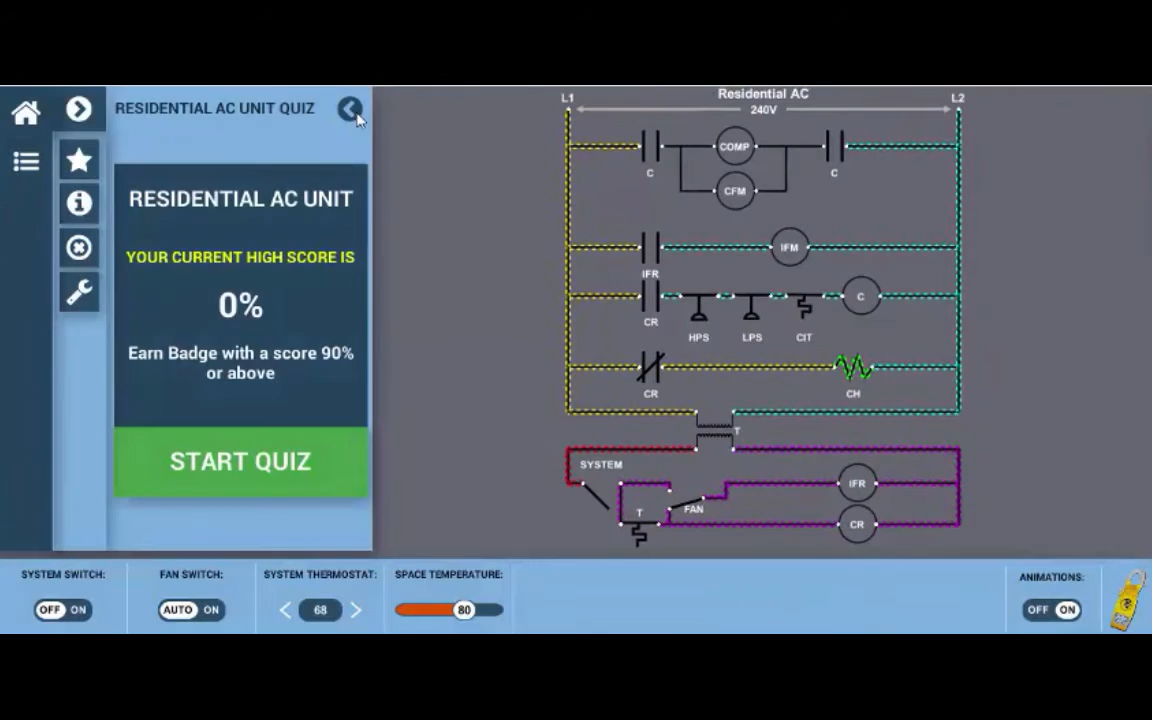 RESIDENTIAL AC UNIT QUIZ
RESIDENTIAL AC UNIT
YOUR CURRENT HIGH SCORE IS
0%
Earn Badge with a score 90%
or above
START QUIZ
Residential AC
L1
L2
240V
COMP
C
C
CFM
IFM
IFR
C
CR
HPS
LPS
CIT
CR
CH
T
SYSTEM
IFR
T
FAN
CR
SYSTEM SWITCH:
FAN SWITCH:
SYSTEM THERMOSTAT:
SPACE TEMPERATURE:
ANIMATIONS:
OFF ON
AUTO ON
68
80
OFF ON